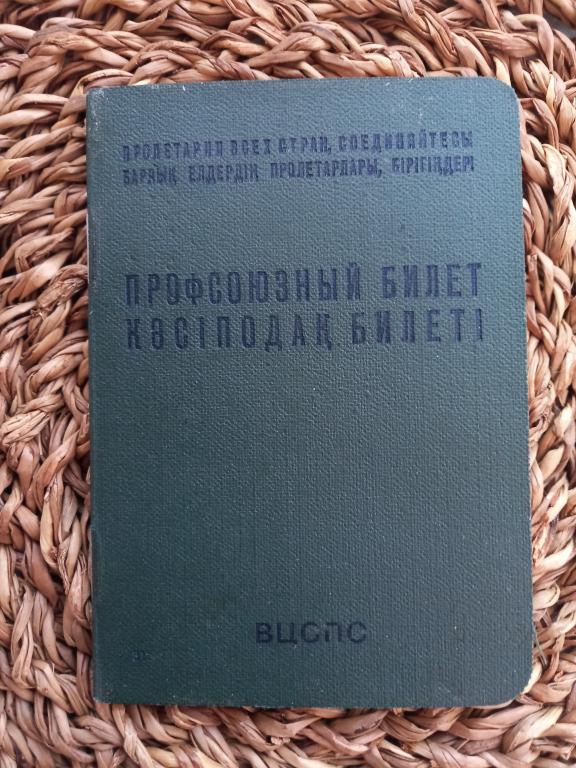 ПРОЛЕТАРИИ ВСЕХ СТРАН, СОЕДИНЯЙТЕСЬ
БАРЛЫҚ ЕЛДЕРДІҢ ПРОЛЕТАРЛАРЫ, БІРІГІҢДЕР!
ПРОФСОЮЗНЫЙ БИЛЕТ
КӘСІПОДАҚ БИЛЕТІ
ВЦСПС